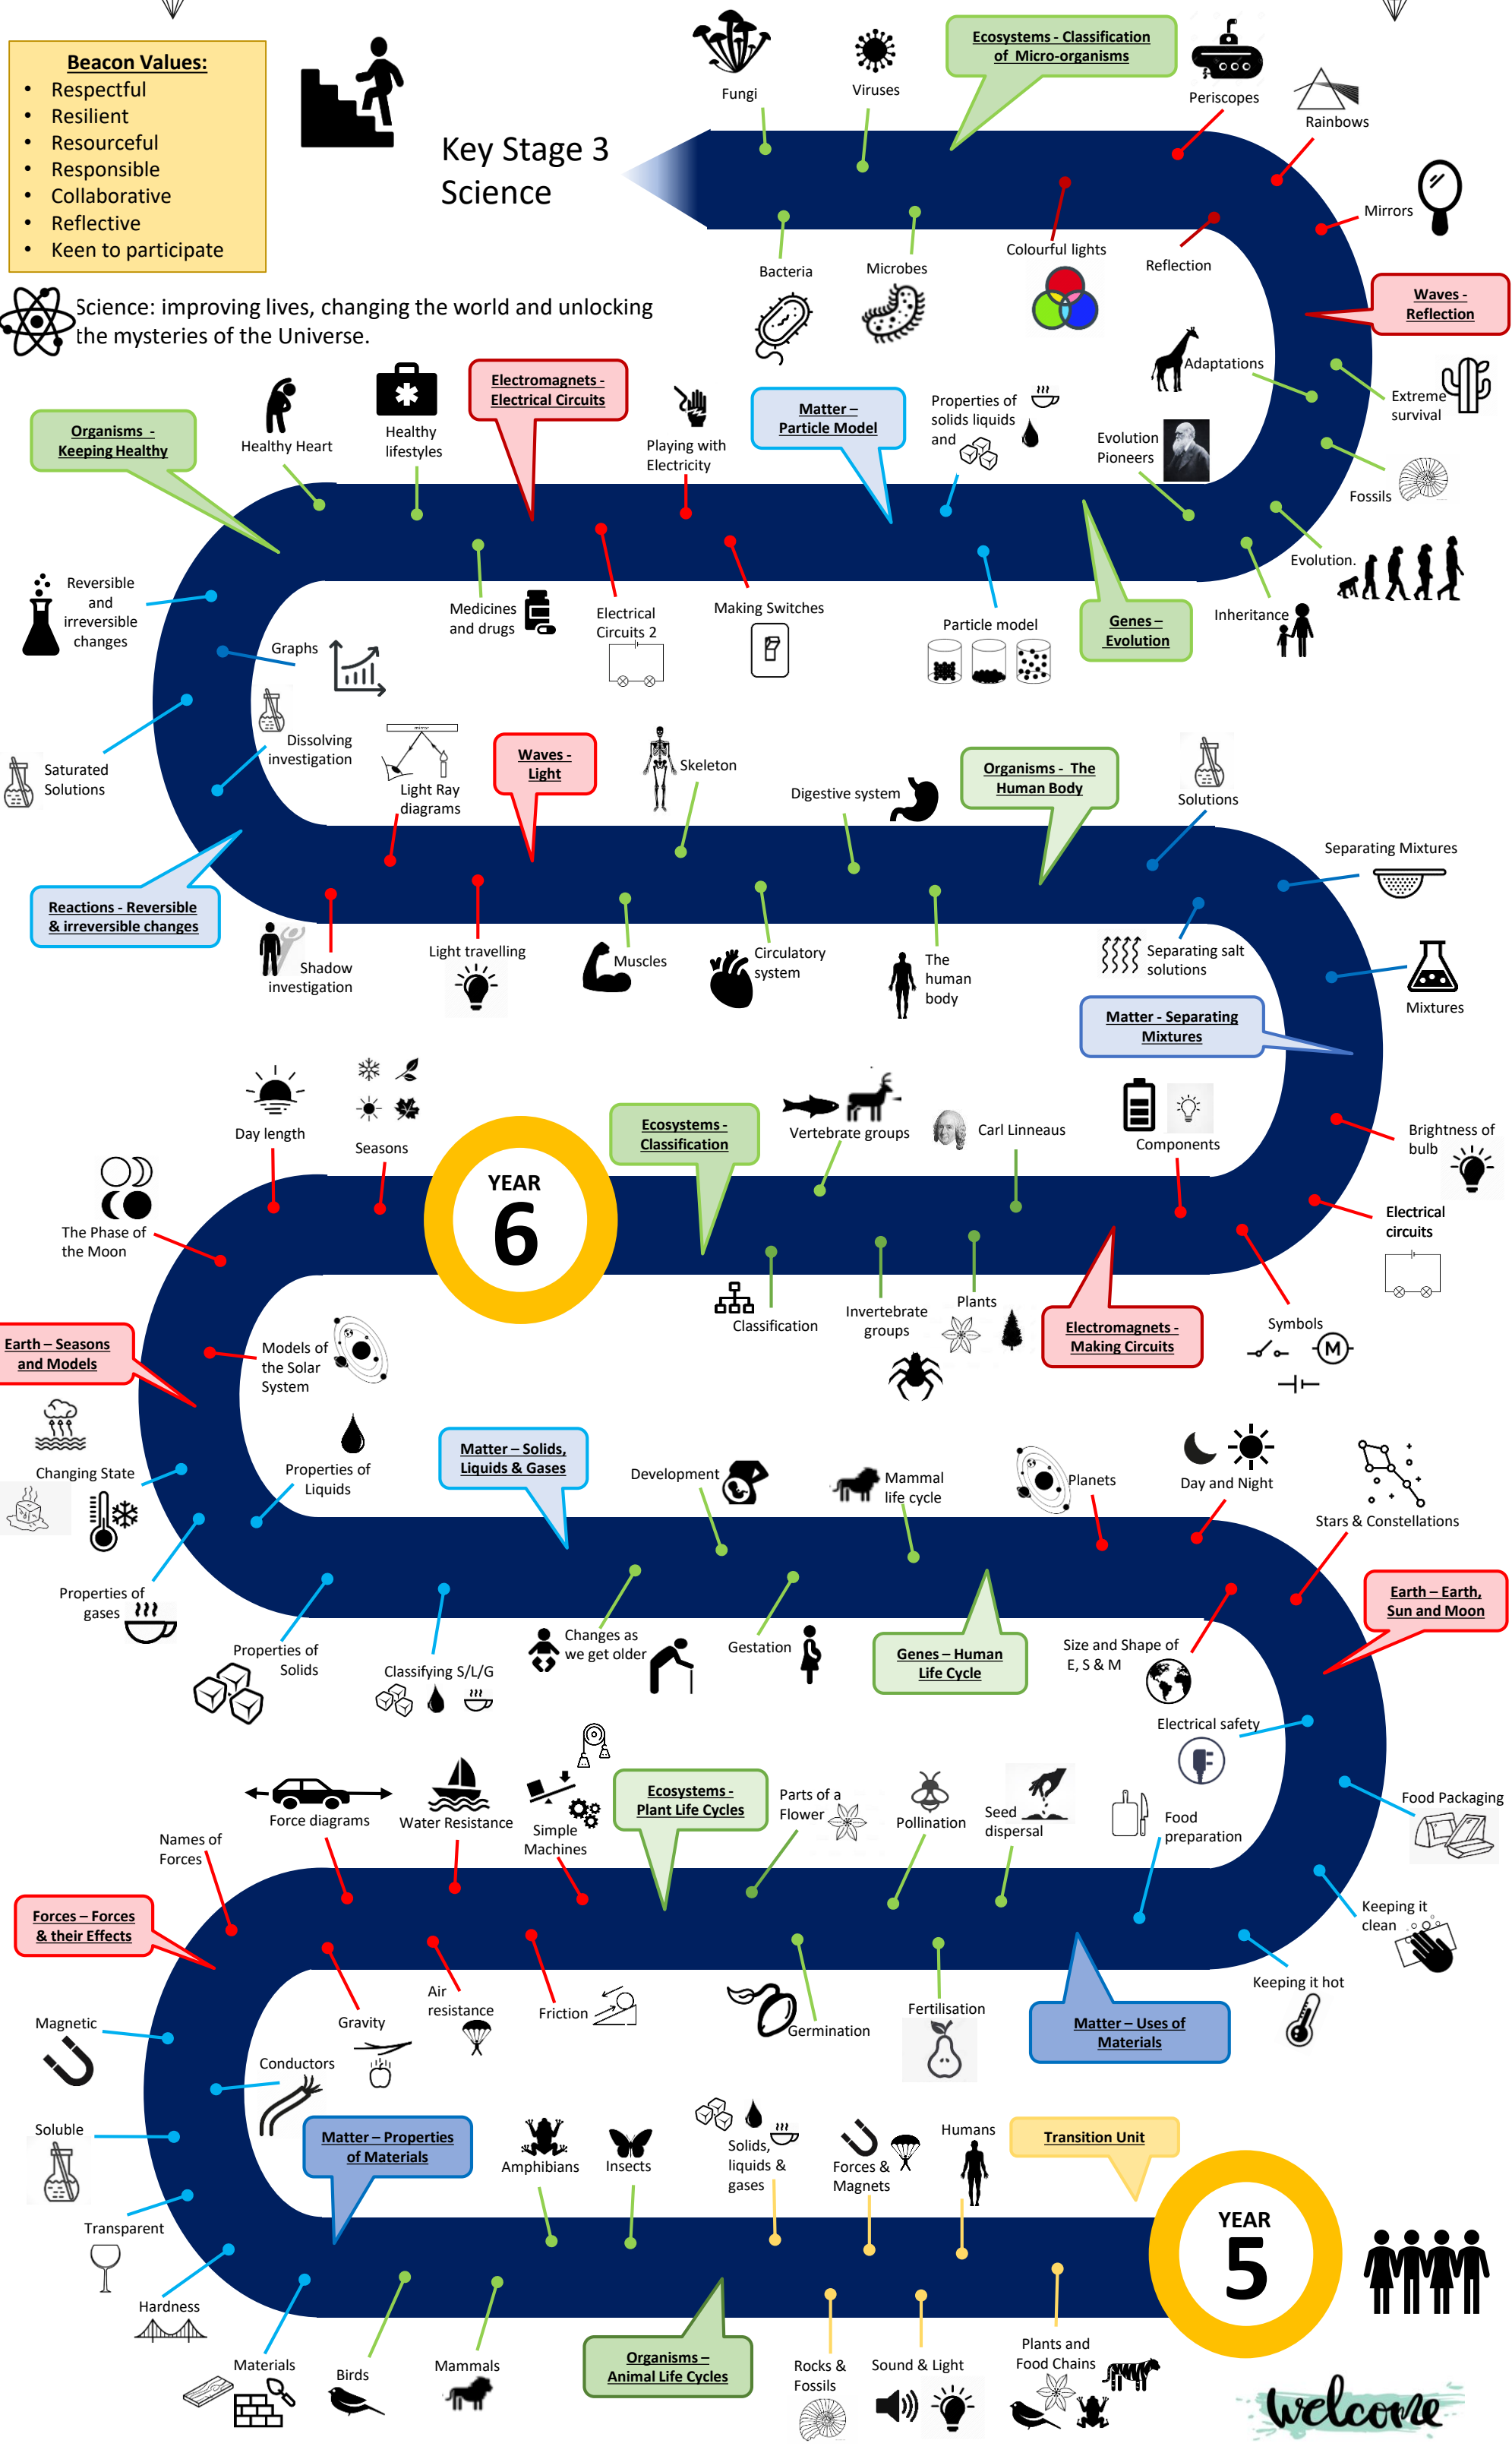 Beacon Values:
• Respectful
• Resilient
• Resourceful
• Responsible
• Collaborative
• Reflective
• Keen to participate
Key Stage 3
Science
Science: improving lives, changing the world and unlocking
the mysteries of the Universe.
Fungi
Viruses
Ecosystems - Classification
of Micro-organisms
Periscopes
Rainbows
Mirrors
Bacteria
Microbes
Colourful lights
Reflection
Waves -
Reflection
Adaptations
Extreme
survival
Evolution
Pioneers
Fossils
Evolution.
Inheritance
Genes –
Evolution
Properties of
solids liquids
and
Particle model
Matter –
Particle Model
Playing with
Electricity
Making Switches
Electrical
Circuits 2
Electromagnets -
Electrical Circuits
Healthy
lifestyles
Healthy Heart
Medicines
and drugs
Organisms -
Keeping Healthy
Reversible
and
irreversible
changes
Graphs
Saturated
Solutions
Dissolving
investigation
Reactions - Reversible
& irreversible changes
Light Ray
diagrams
Shadow
investigation
Light travelling
Waves -
Light
Skeleton
Muscles
Digestive system
Circulatory
system
The
human
body
Organisms - The
Human Body
Solutions
Separating Mixtures
Separating salt
solutions
Mixtures
Matter - Separating
Mixtures
Brightness of
bulb
Electrical
circuits
Components
Symbols
M
Electromagnets -
Making Circuits
Carl Linneaus
Vertebrate groups
Plants
Invertebrate
groups
Classification
Ecosystems -
Classification
YEAR
6
Seasons
Day length
The Phase of
the Moon
Models of
the Solar
System
Earth – Seasons
and Models
Changing State
Properties of
Liquids
Properties of
gases
Properties of
Solids
Classifying S/L/G
Matter – Solids,
Liquids & Gases
Development
Changes as
we get older
Gestation
Mammal
life cycle
Genes – Human
Life Cycle
Planets
Day and Night
Stars & Constellations
Size and Shape of
E, S & M
Earth – Earth,
Sun and Moon
Electrical safety
Food Packaging
Food
preparation
Keeping it
clean
Keeping it hot
Matter – Uses of
Materials
Seed
dispersal
Pollination
Parts of a
Flower
Fertilisation
Germination
Ecosystems -
Plant Life Cycles
Simple
Machines
Water Resistance
Force diagrams
Names of
Forces
Friction
Air
resistance
Gravity
Forces – Forces
& their Effects
Magnetic
Conductors
Soluble
Transparent
Hardness
Materials
Matter – Properties
of Materials
Amphibians
Insects
Birds
Mammals
Organisms –
Animal Life Cycles
Solids,
liquids &
gases
Forces &
Magnets
Humans
Rocks &
Fossils
Sound & Light
Plants and
Food Chains
Transition Unit
YEAR
5
welcome